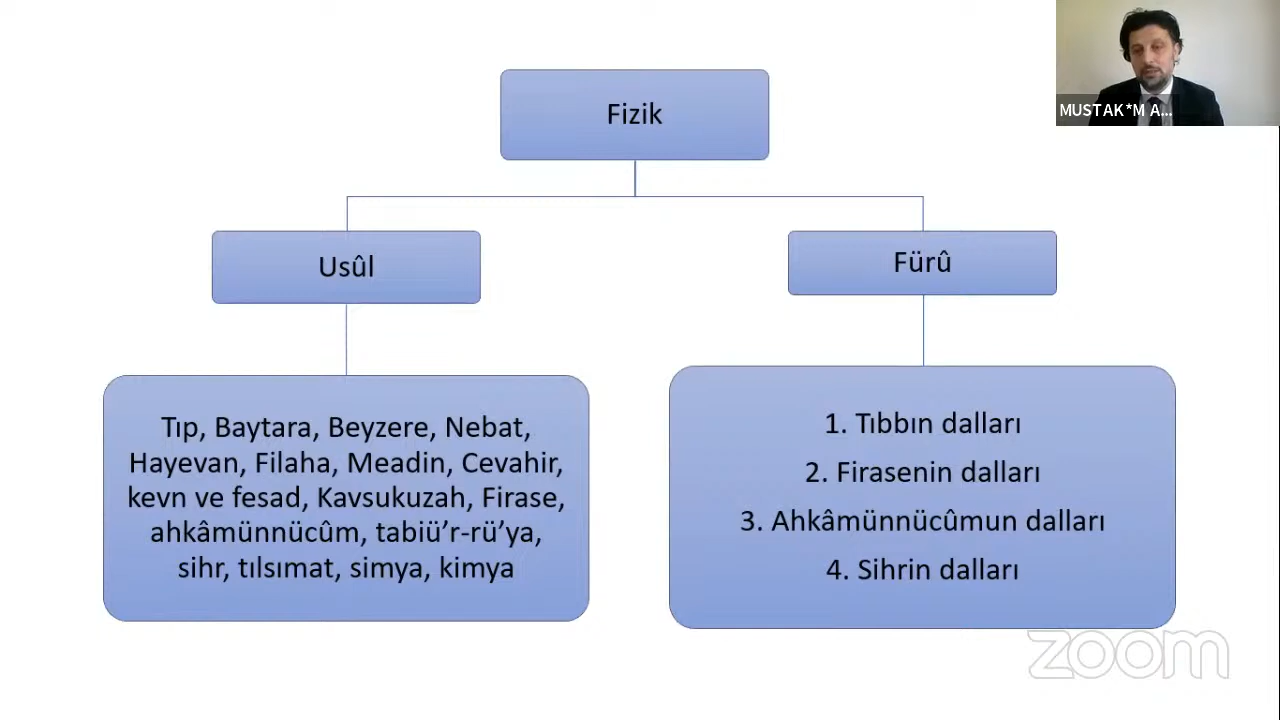 Fizik
MUSTAK*M A...
Usûl
Fürû
Tıp, Baytara, Beyzere, Nebat,
Hayevan, Filaha, Meadin, Cevahir,
kevn ve fesad, Kavsukuzah, Firase,
ahkâmünnücûm, tabiü’r-rü’ya,
sihr, tılsımat, simya, kimya
1. Tıbbın dalları
2. Firasenin dalları
3. Ahkâmünnücûmun dalları
4. Sihrin dalları
zoom